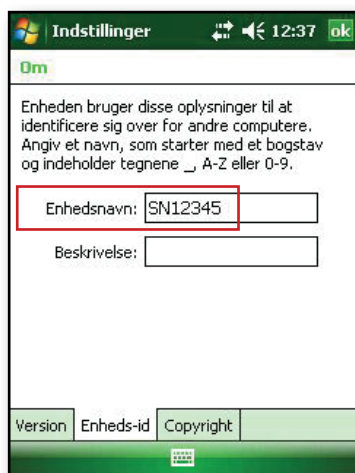 Indstillinger 12:37 ok
Om
Enheden bruger disse oplysninger til at
identificere sig over for andre computere.
Angiv et navn, som starter med et bogstav
og indeholder tegnene _, A-Z eller 0-9.
Enhedsnavn: SN12345
Beskrivelse:
Version Enheds-id Copyright